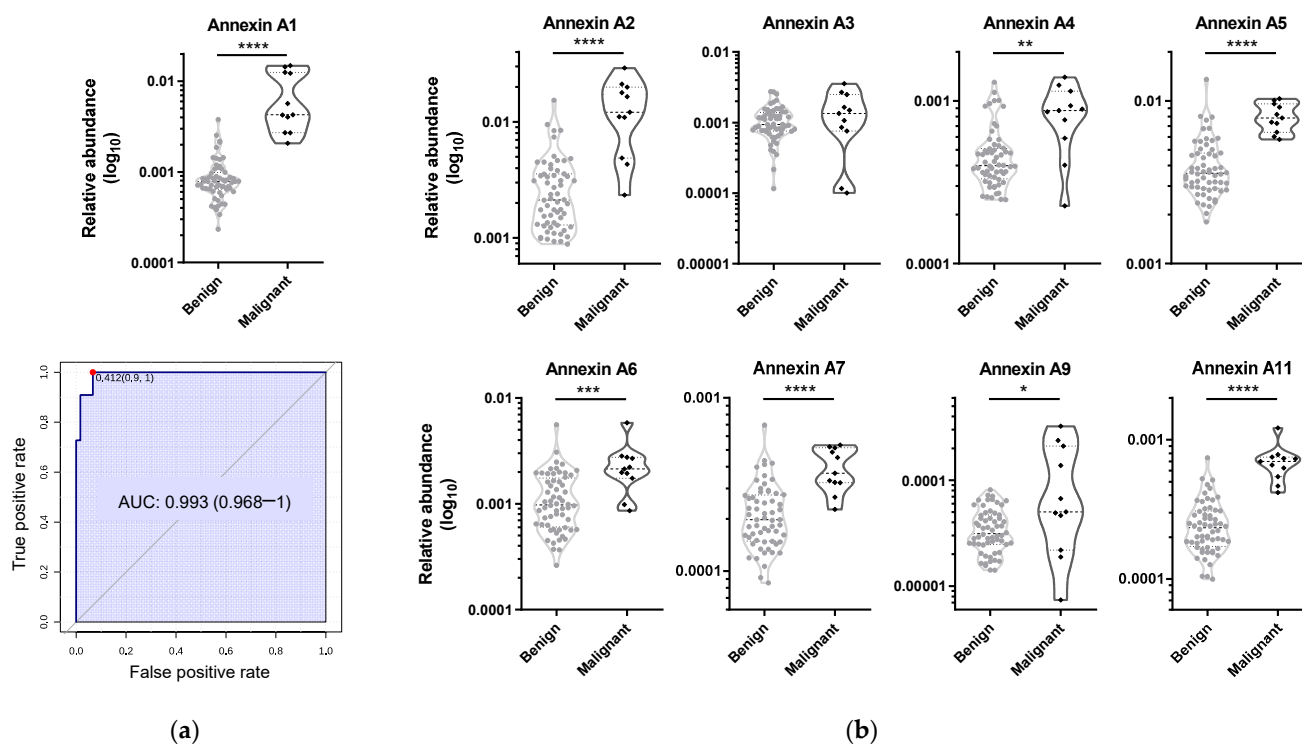 Annexin A1
****
Relative abundance
(log10)
0.01
0.001
0.0001
Benign
Malignant
True positive rate
1.0
0.8
0.6
0.4
0.2
0.0
0.412(0.9, 1)
AUC: 0.993 (0.968–1)
0.0
0.2
0.4
0.6
0.8
1.0
False positive rate
(a)
Annexin A2
****
Relative abundance
(log10)
0.01
0.001
Benign
Malignant
Annexin A3
0.01
0.001
0.0001
0.00001
Benign
Malignant
Annexin A4
**
0.001
0.0001
Benign
Malignant
Annexin A5
****
0.01
0.001
Benign
Malignant
Annexin A6
***
Relative abundance
(log10)
0.01
0.001
0.0001
Benign
Malignant
Annexin A7
****
0.001
0.0001
Benign
Malignant
Annexin A9
*
0.0001
0.00001
Benign
Malignant
Annexin A11
****
0.001
0.0001
Benign
Malignant
(b)